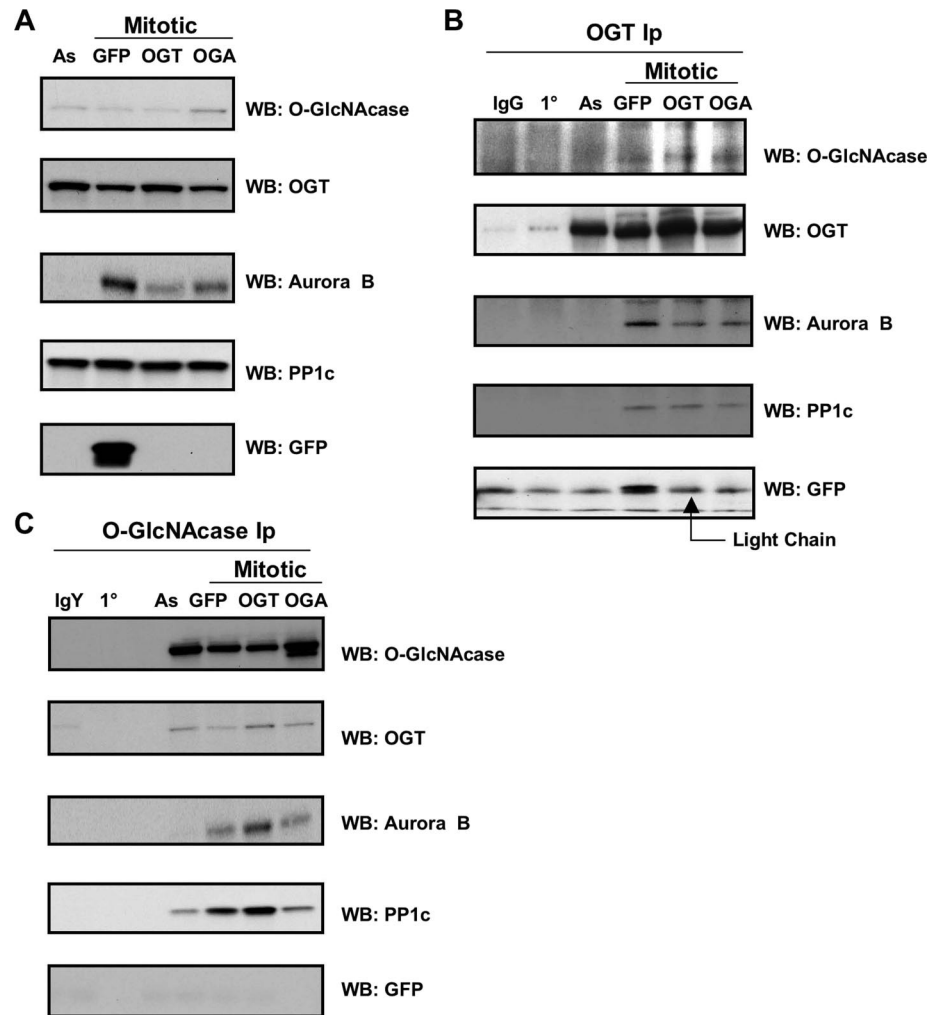 A
Mitotic
As GFP OGT OGA
WB: O-GlcNAcase
WB: OGT
WB: Aurora B
WB: PP1c
WB: GFP
B
OGT Ip
Mitotic
IgG 1° As GFP OGT OGA
WB: O-GlcNAcase
WB: OGT
WB: Aurora B
WB: PP1c
WB: GFP
Light Chain
C
O-GlcNAcase Ip
Mitotic
IgY 1° As GFP OGT OGA
WB: O-GlcNAcase
WB: OGT
WB: Aurora B
WB: PP1c
WB: GFP